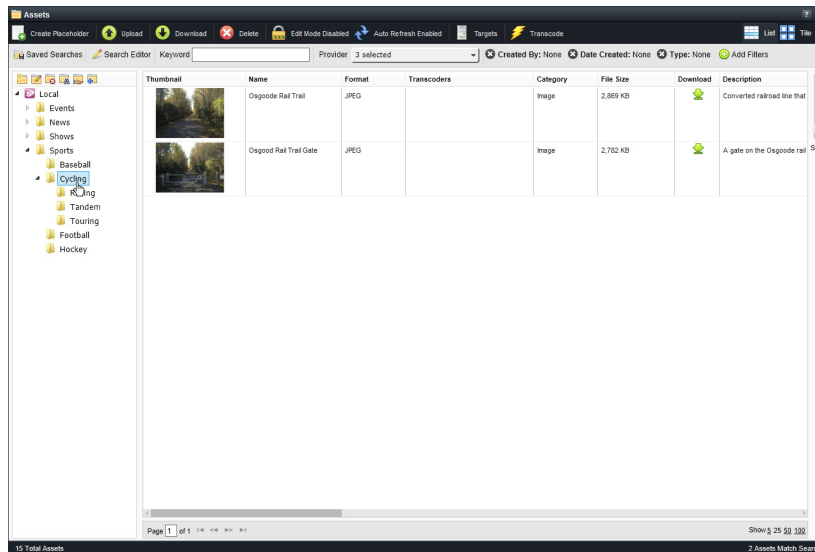 Assets ?
Create Placeholder Upload Download Delete Edit Mode Disabled Auto Refresh Enabled Targets Transcode List Tile
Saved Searches Search Editor Keyword Provider 3 selected Created By: None Date Created: None Type: None Add Filters
Thumbnail Name Format Transcoders Category File Size Download Description
Local
Events
News
Shows
Sports
Baseball
Cycling
Tandem
Touring
Football
Hockey
Osgoode Rail Trail JPEG Image 2,869 KB Converted railroad line that
Osgood Rail Trail Gate JPEG Image 2,782 KB A gate on the Osgoode rail
Page 1 of 1 Show 5 25 50 100
15 Total Assets 2 Assets Match Sear